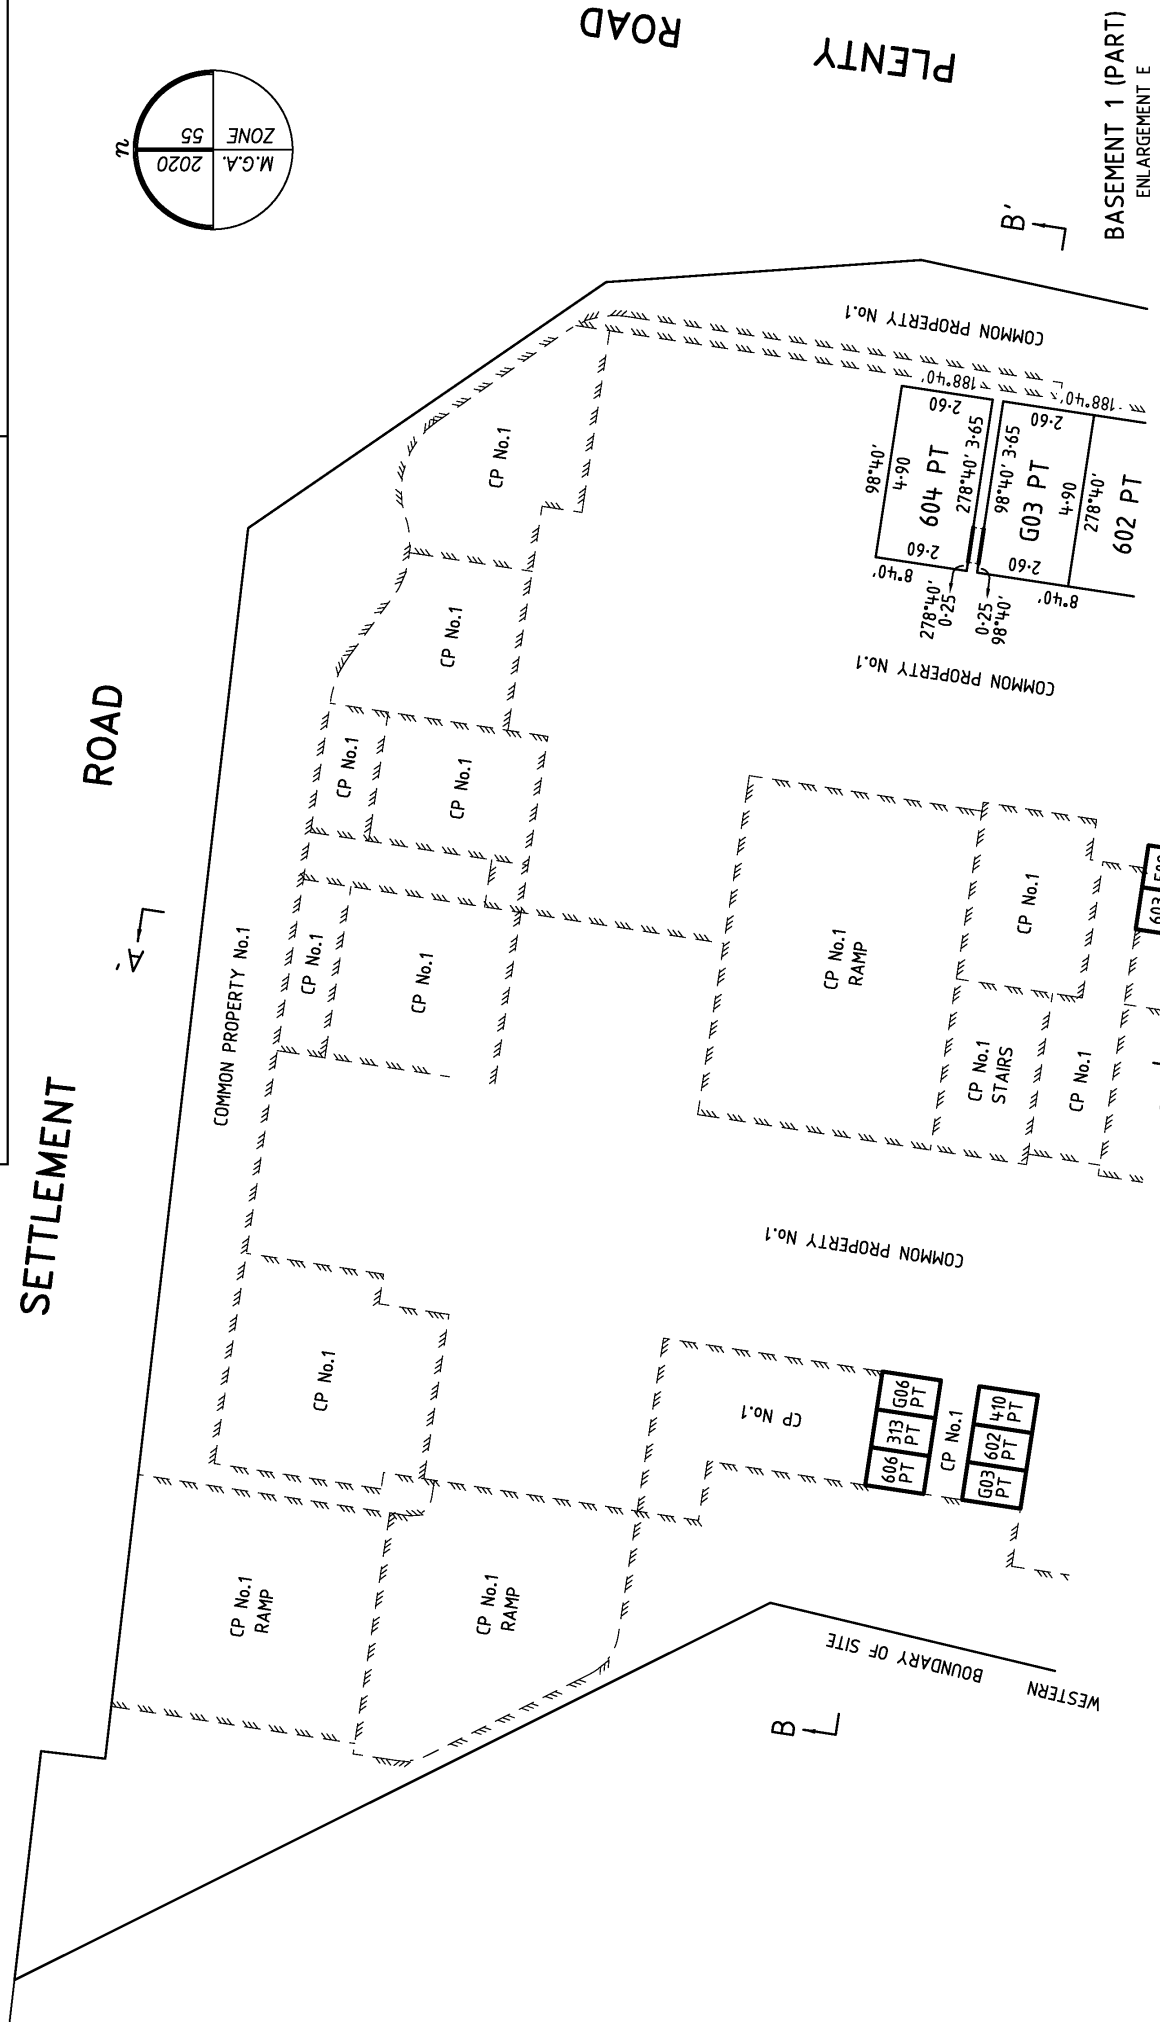 SETTLEMENT
ROAD
PLENTY
ROAD
n
M.G.A. 2020
ZONE 55
BASEMENT 1 (PART)
ENLARGEMENT E
A'
B
B'
WESTERN
BOUNDARY OF SITE
COMMON PROPERTY No.1
COMMON PROPERTY No.1
COMMON PROPERTY No.1
COMMON PROPERTY No.1
CP No.1
RAMP
CP No.1
RAMP
CP No.1
CP No.1
CP No.1
CP No.1
CP No.1
CP No.1
CP No.1
CP No.1
RAMP
CP No.1
STAIRS
CP No.1
CP No.1
CP No.1
606
PT
313
PT
G06
PT
CP No.1
G03
PT
602
PT
410
PT
603
98°40'
4·90
604 PT
2·60
2·60
8°40'
188°40'
278°40' 3·65
278°40'
0·25
0·25
98°40'
98°40' 3·65
G03 PT
2·60
2·60
8°40'
188°40'
4·90
278°40'
602 PT